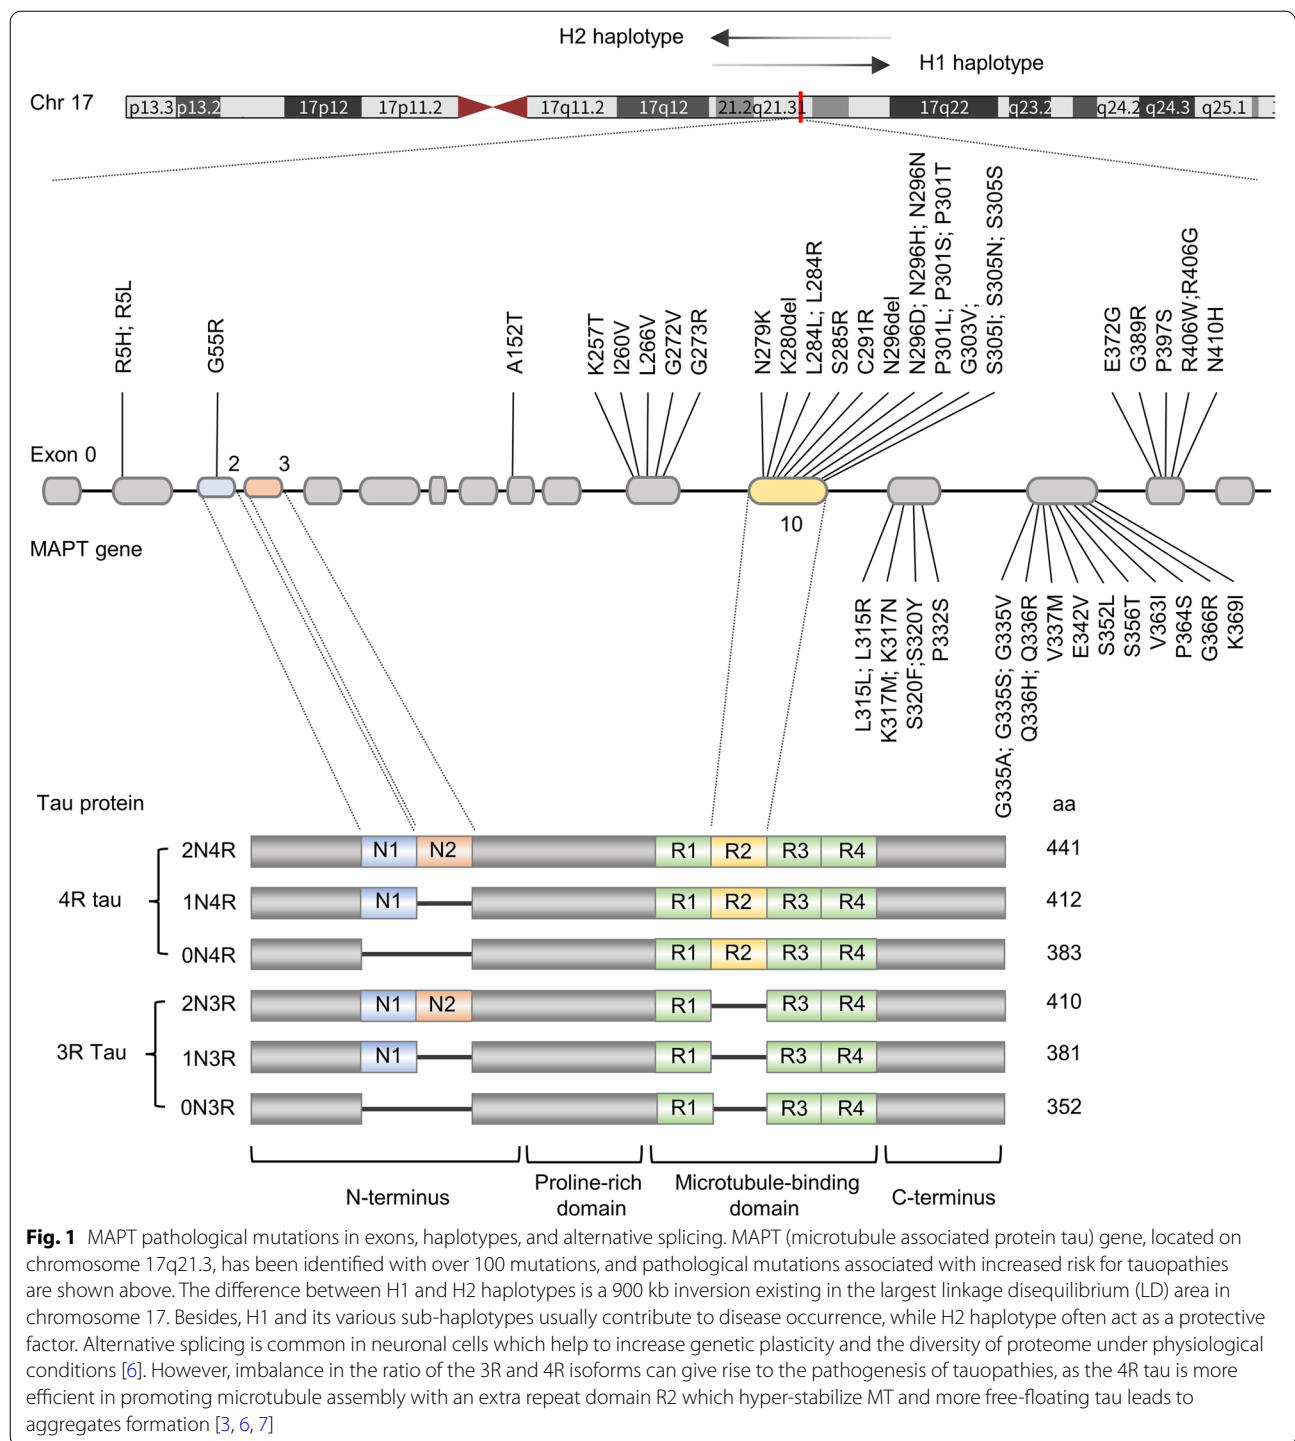 H2 haplotype
H1 haplotype
Chr 17
p13.3 p13.2 17p12 17p11.2 17q11.2 17q12 21.2 q21.31 17q22 q23.2 q24.2 q24.3 q25.1
R5H; R5L
G55R
A152T
K257T
I260V
L266V
G272V
G273R
N279K
K280del
L284L; L284R
S285R
C291R
N296del
N296D; N296H; N296N
P301L; P301S; P301T
G303V;
S305I; S305N; S305S
E372G
G389R
P397S
R406W;R406G
N410H
Exon 0
2 3
10
MAPT gene
L315L; L315R
K317M; K317N
S320F;S320Y
P332S
G335A; G335S; G335V
Q336H; Q336R
V337M
E342V
S352L
S356T
V363I
P364S
G366R
K369I
Tau protein
aa
2N4R N1 N2 R1 R2 R3 R4 441
4R tau
1N4R N1 R1 R2 R3 R4 412
0N4R R1 R2 R3 R4 383
2N3R N1 N2 R1 R3 R4 410
3R Tau
1N3R N1 R1 R3 R4 381
0N3R R1 R3 R4 352
N-terminus
Proline-rich
domain
Microtubule-binding
domain
C-terminus
Fig. 1 MAPT pathological mutations in exons, haplotypes, and alternative splicing. MAPT (microtubule associated protein tau) gene, located on
chromosome 17q21.3, has been identified with over 100 mutations, and pathological mutations associated with increased risk for tauopathies
are shown above. The difference between H1 and H2 haplotypes is a 900 kb inversion existing in the largest linkage disequilibrium (LD) area in
chromosome 17. Besides, H1 and its various sub-haplotypes usually contribute to disease occurrence, while H2 haplotype often act as a protective
factor. Alternative splicing is common in neuronal cells which help to increase genetic plasticity and the diversity of proteome under physiological
conditions [6]. However, imbalance in the ratio of the 3R and 4R isoforms can give rise to the pathogenesis of tauopathies, as the 4R tau is more
efficient in promoting microtubule assembly with an extra repeat domain R2 which hyper-stabilize MT and more free-floating tau leads to
aggregates formation [3, 6, 7]